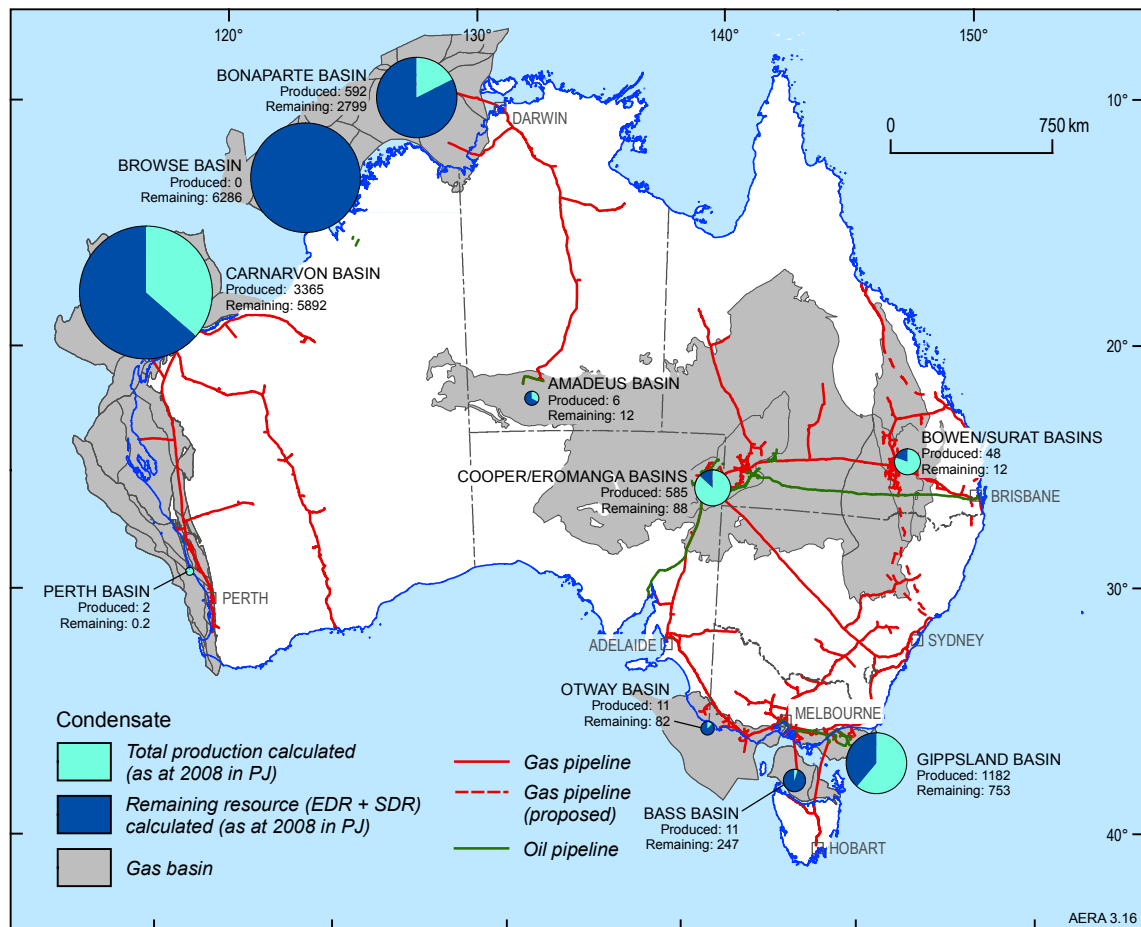 120°
130°
140°
150°
BONAPARTE BASIN
Produced: 592
Remaining: 2799
DARWIN
10°
0
750 km
BROWSE BASIN
Produced: 0
Remaining: 6286
CARNARVON BASIN
Produced: 3365
Remaining: 5892
20°
AMADEUS BASIN
Produced: 6
Remaining: 12
BOWEN/SURAT BASINS
Produced: 48
Remaining: 12
COOPER/EROMANGA BASINS
Produced: 585
Remaining: 88
BRISBANE
PERTH BASIN
Produced: 2
Remaining: 0.2
PERTH
30°
ADELAIDE
SYDNEY
OTWAY BASIN
Produced: 11
Remaining: 82
MELBOURNE
GIPPSLAND BASIN
Produced: 1182
Remaining: 753
BASS BASIN
Produced: 11
Remaining: 247
HOBART
40°
Condensate
Total production calculated
(as at 2008 in PJ)
Remaining resource (EDR + SDR)
calculated (as at 2008 in PJ)
Gas basin
Gas pipeline
Gas pipeline
(proposed)
Oil pipeline
AERA 3.16